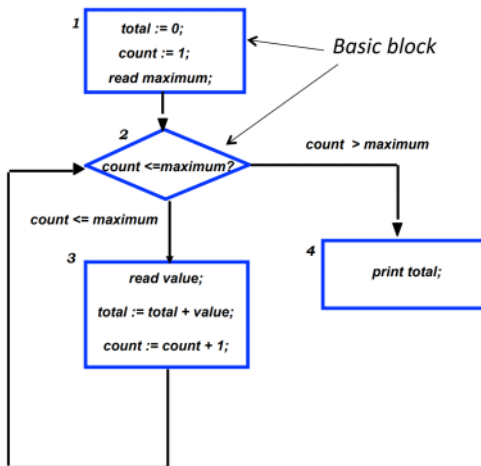 1
total := 0;
count := 1;
read maximum;
Basic block
2
count <=maximum?
count > maximum
count <= maximum
3
read value;
total := total + value;
count := count + 1;
4
print total;